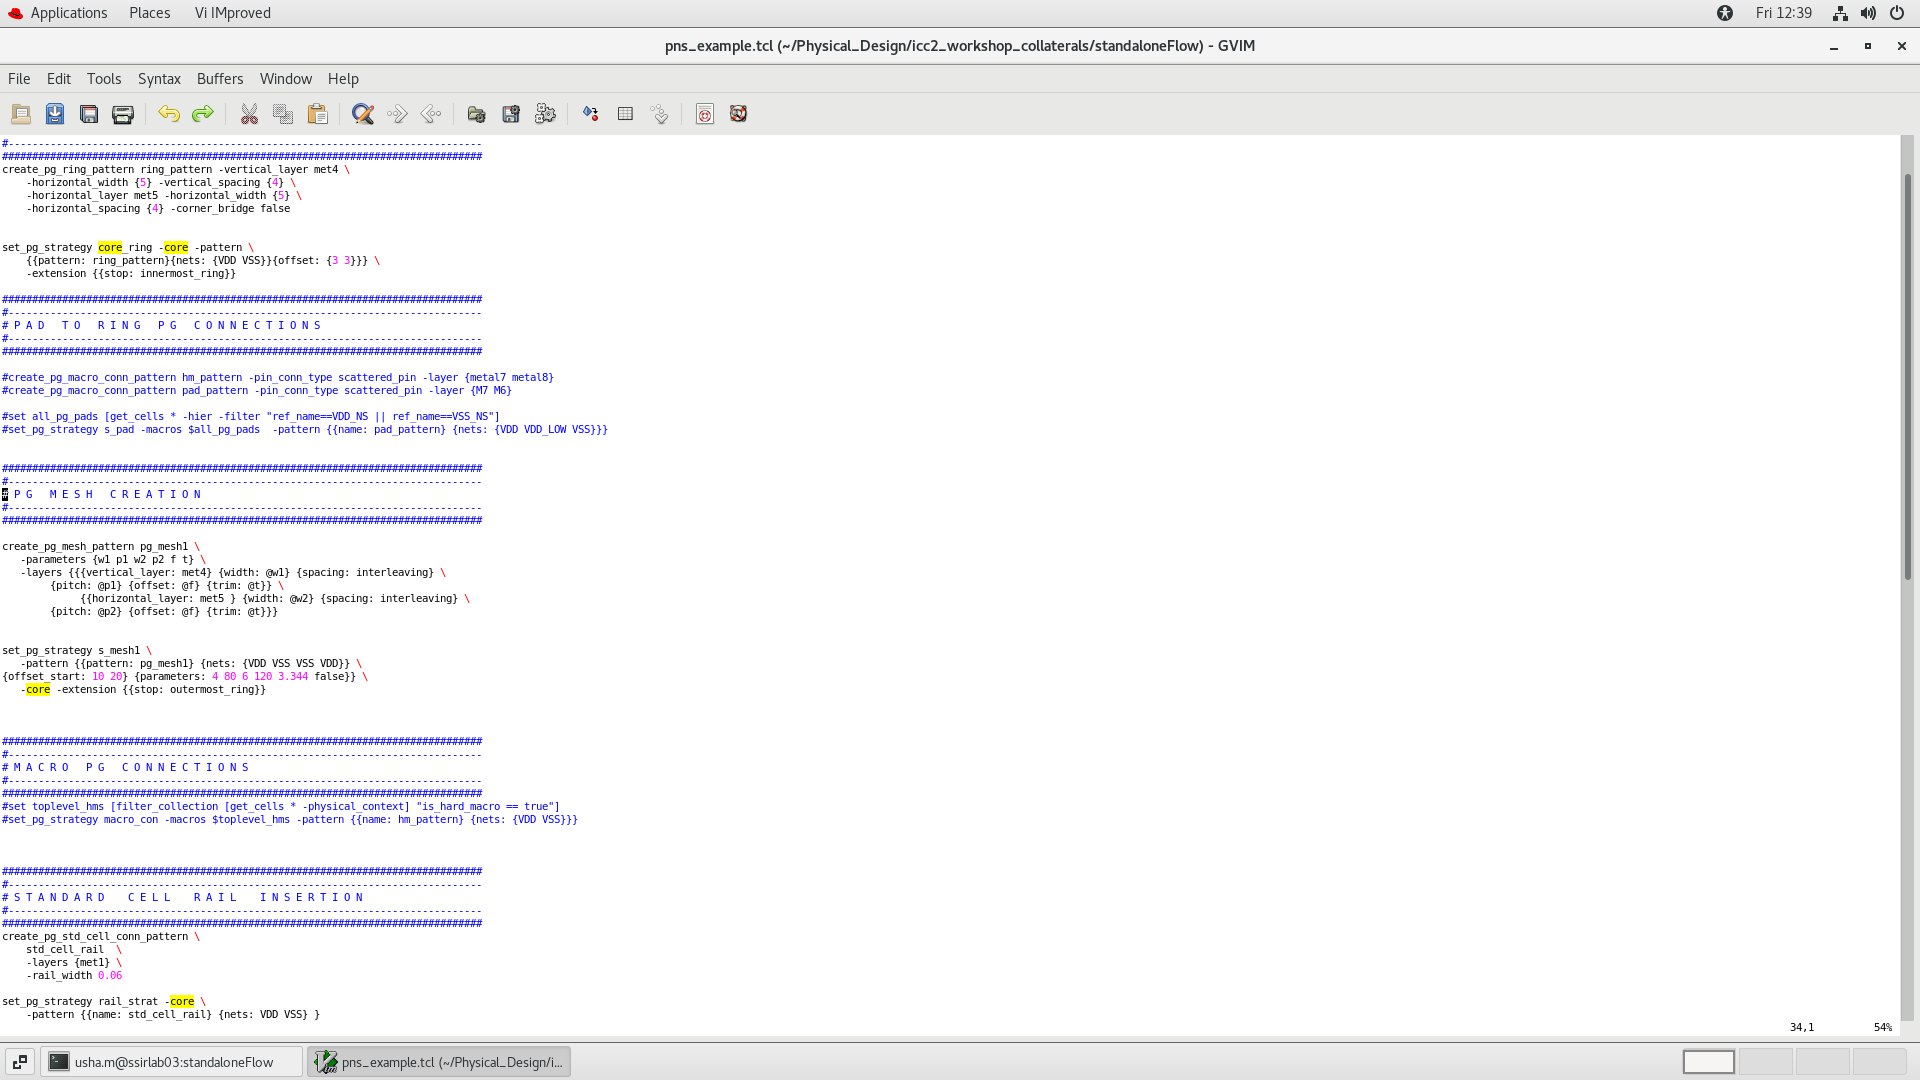 Applications Places Vi IMproved Fri 12:39
pns_example.tcl (~/Physical_Design/icc2_workshop_collaterals/standaloneFlow) - GVIM
File Edit Tools Syntax Buffers Window Help
#-------------------------------------------------------------------------------
################################################################################
create_pg_ring_pattern ring_pattern -vertical_layer met4 \
    -horizontal_width {5} -vertical_spacing {4} \
    -horizontal_layer met5 -horizontal_width {5} \
    -horizontal_spacing {4} -corner_bridge false
set_pg_strategy core_ring -core -pattern \
    {{pattern: ring_pattern}{nets: {VDD VSS}}{offset: {3 3}}} \
    -extension {{stop: innermost_ring}}
################################################################################
#-------------------------------------------------------------------------------
# P A D   T O   R I N G   P G   C O N N E C T I O N S
#-------------------------------------------------------------------------------
################################################################################
#create_pg_macro_conn_pattern hm_pattern -pin_conn_type scattered_pin -layer {metal7 metal8}
#create_pg_macro_conn_pattern pad_pattern -pin_conn_type scattered_pin -layer {M7 M6}
#set all_pg_pads [get_cells * -hier -filter "ref_name==VDD_NS || ref_name==VSS_NS"]
#set_pg_strategy s_pad -macros $all_pg_pads  -pattern {{name: pad_pattern} {nets: {VDD VDD_LOW VSS}}}
################################################################################
#-------------------------------------------------------------------------------
# P G   M E S H   C R E A T I O N
#-------------------------------------------------------------------------------
################################################################################
create_pg_mesh_pattern pg_mesh1 \
   -parameters {w1 p1 w2 p2 f t} \
   -layers {{{vertical_layer: met4} {width: @w1} {spacing: interleaving} \
        {pitch: @p1} {offset: @f} {trim: @t}} \
             {{horizontal_layer: met5 } {width: @w2} {spacing: interleaving} \
        {pitch: @p2} {offset: @f} {trim: @t}}}
set_pg_strategy s_mesh1 \
   -pattern {{pattern: pg_mesh1} {nets: {VDD VSS VSS VDD}} \
{offset_start: 10 20} {parameters: 4 80 6 120 3.344 false}} \
   -core -extension {{stop: outermost_ring}}
################################################################################
#-------------------------------------------------------------------------------
# M A C R O   P G   C O N N E C T I O N S
#-------------------------------------------------------------------------------
################################################################################
#set toplevel_hms [filter_collection [get_cells * -physical_context] "is_hard_macro == true"]
#set_pg_strategy macro_con -macros $toplevel_hms -pattern {{name: hm_pattern} {nets: {VDD VSS}}}
################################################################################
#-------------------------------------------------------------------------------
# S T A N D A R D    C E L L    R A I L    I N S E R T I O N
#-------------------------------------------------------------------------------
################################################################################
create_pg_std_cell_conn_pattern \
    std_cell_rail  \
    -layers {met1} \
    -rail_width 0.06
set_pg_strategy rail_strat -core \
    -pattern {{name: std_cell_rail} {nets: VDD VSS} }
34,1 54%
usha.m@ssirlab03:standaloneFlow pns_example.tcl (~/Physical_Design/i...